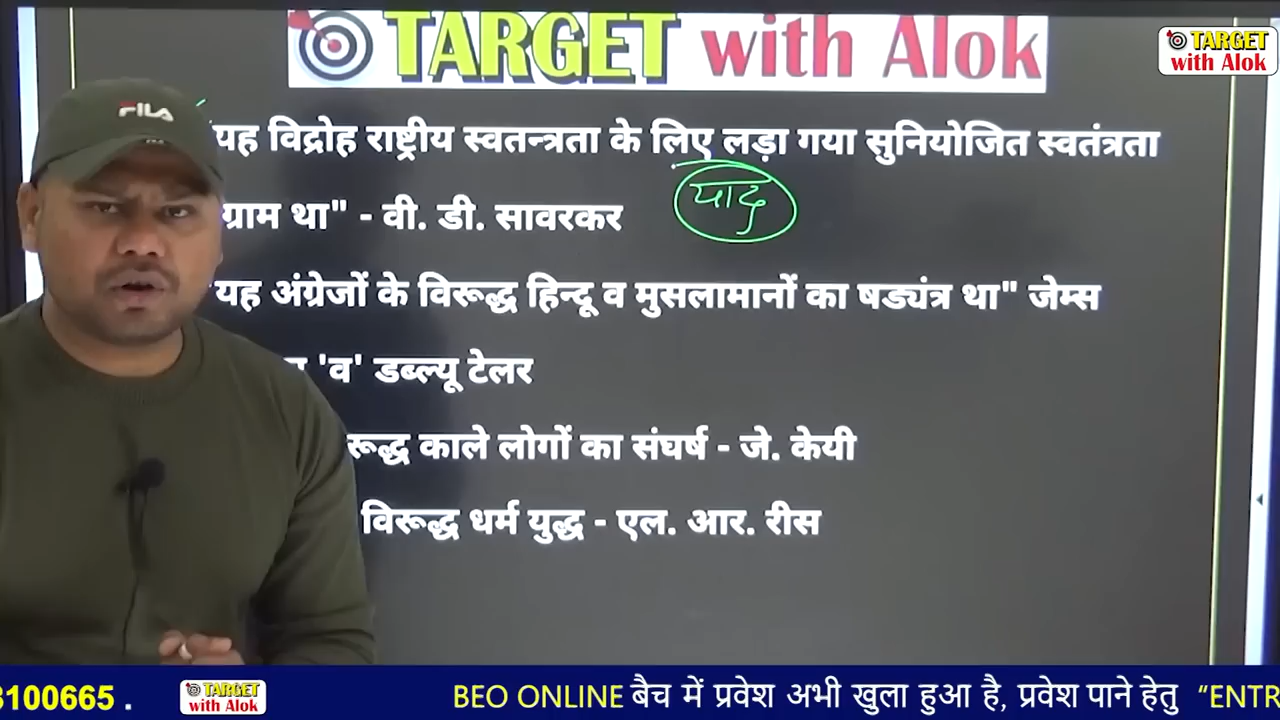 TARGET with Alok
TARGET
with Alok
FILA
यह विद्रोह राष्ट्रीय स्वतन्त्रता के लिए लड़ा गया सुनियोजित स्वतंत्रता
ग्राम था" - वी. डी. सावरकर
याद
यह अंग्रेजों के विरूद्ध हिन्दू व मुसलामानों का षड्यंत्र था" जेम्स
'व' डब्ल्यू टेलर
रूद्ध काले लोगों का संघर्ष - जे. केयी
विरूद्ध धर्म युद्ध - एल. आर. रीस
8100665 .
TARGET
with Alok
BEO ONLINE बैच में प्रवेश अभी खुला हुआ है, प्रवेश पाने हेतु “ENTR